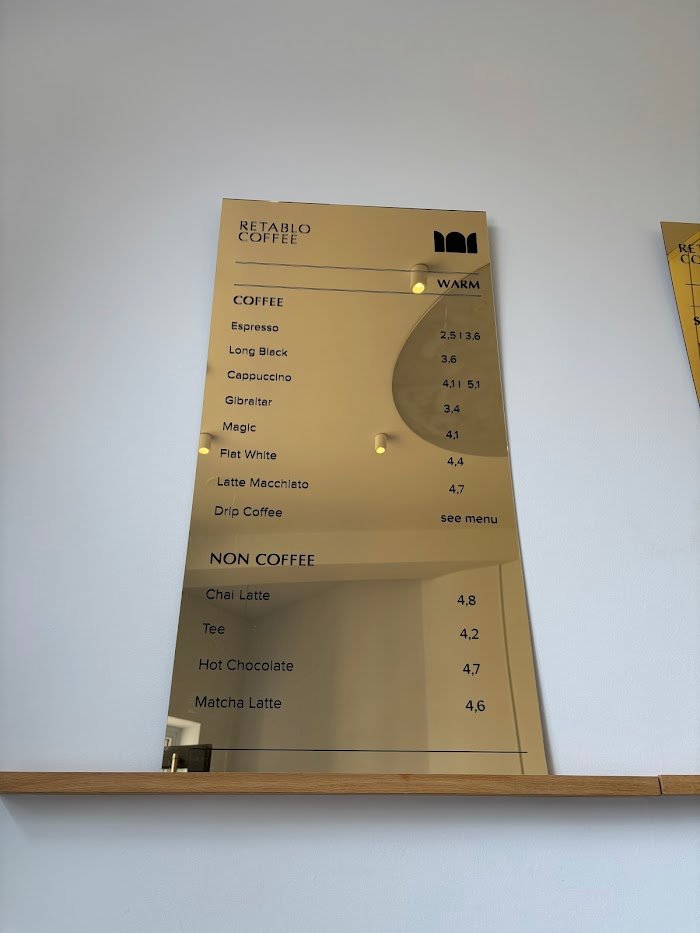 RETABLO
COFFEE
WARM
COFFEE
Espresso 2,5 | 3,6
Long Black 3,6
Cappuccino 4,1 | 5,1
Gibraltar 3,4
Magic 4,1
Flat White 4,4
Latte Macchiato 4,7
Drip Coffee see menu
NON COFFEE
Chai Latte 4,8
Tee 4,2
Hot Chocolate 4,7
Matcha Latte 4,6